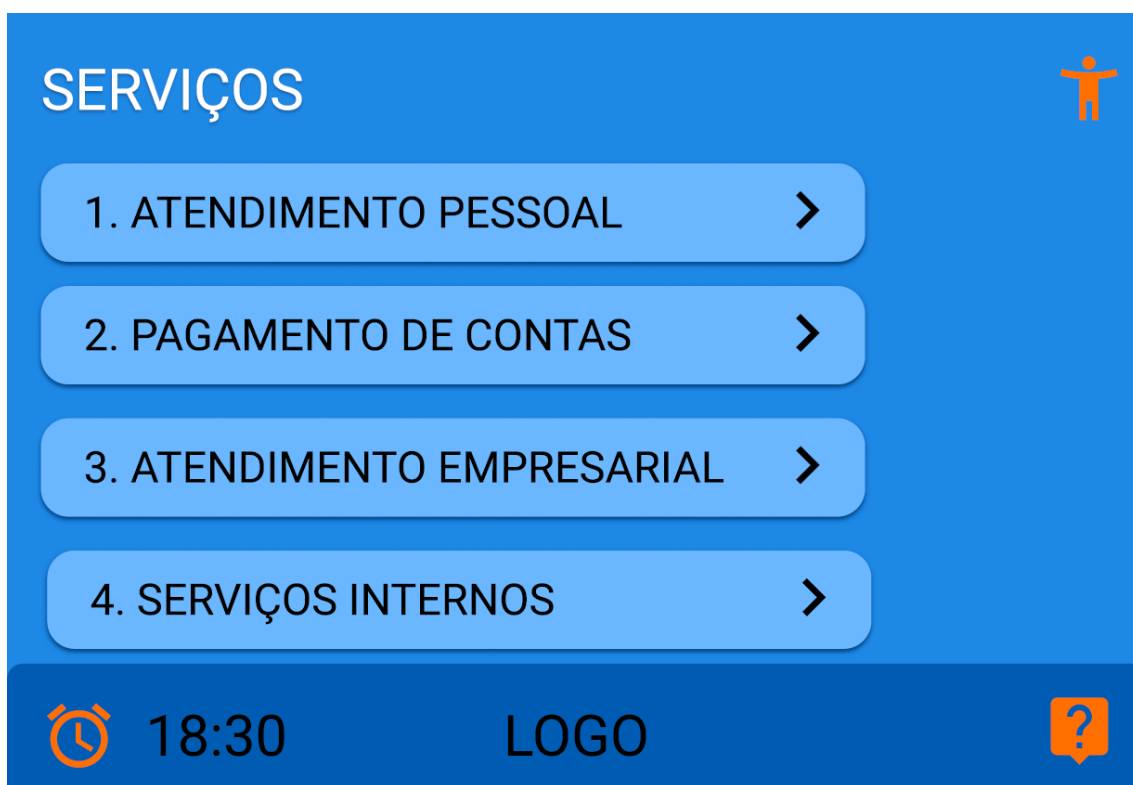 SERVIÇOS
1. ATENDIMENTO PESSOAL
2. PAGAMENTO DE CONTAS
3. ATENDIMENTO EMPRESARIAL
4. SERVIÇOS INTERNOS
18:30 LOGO ?